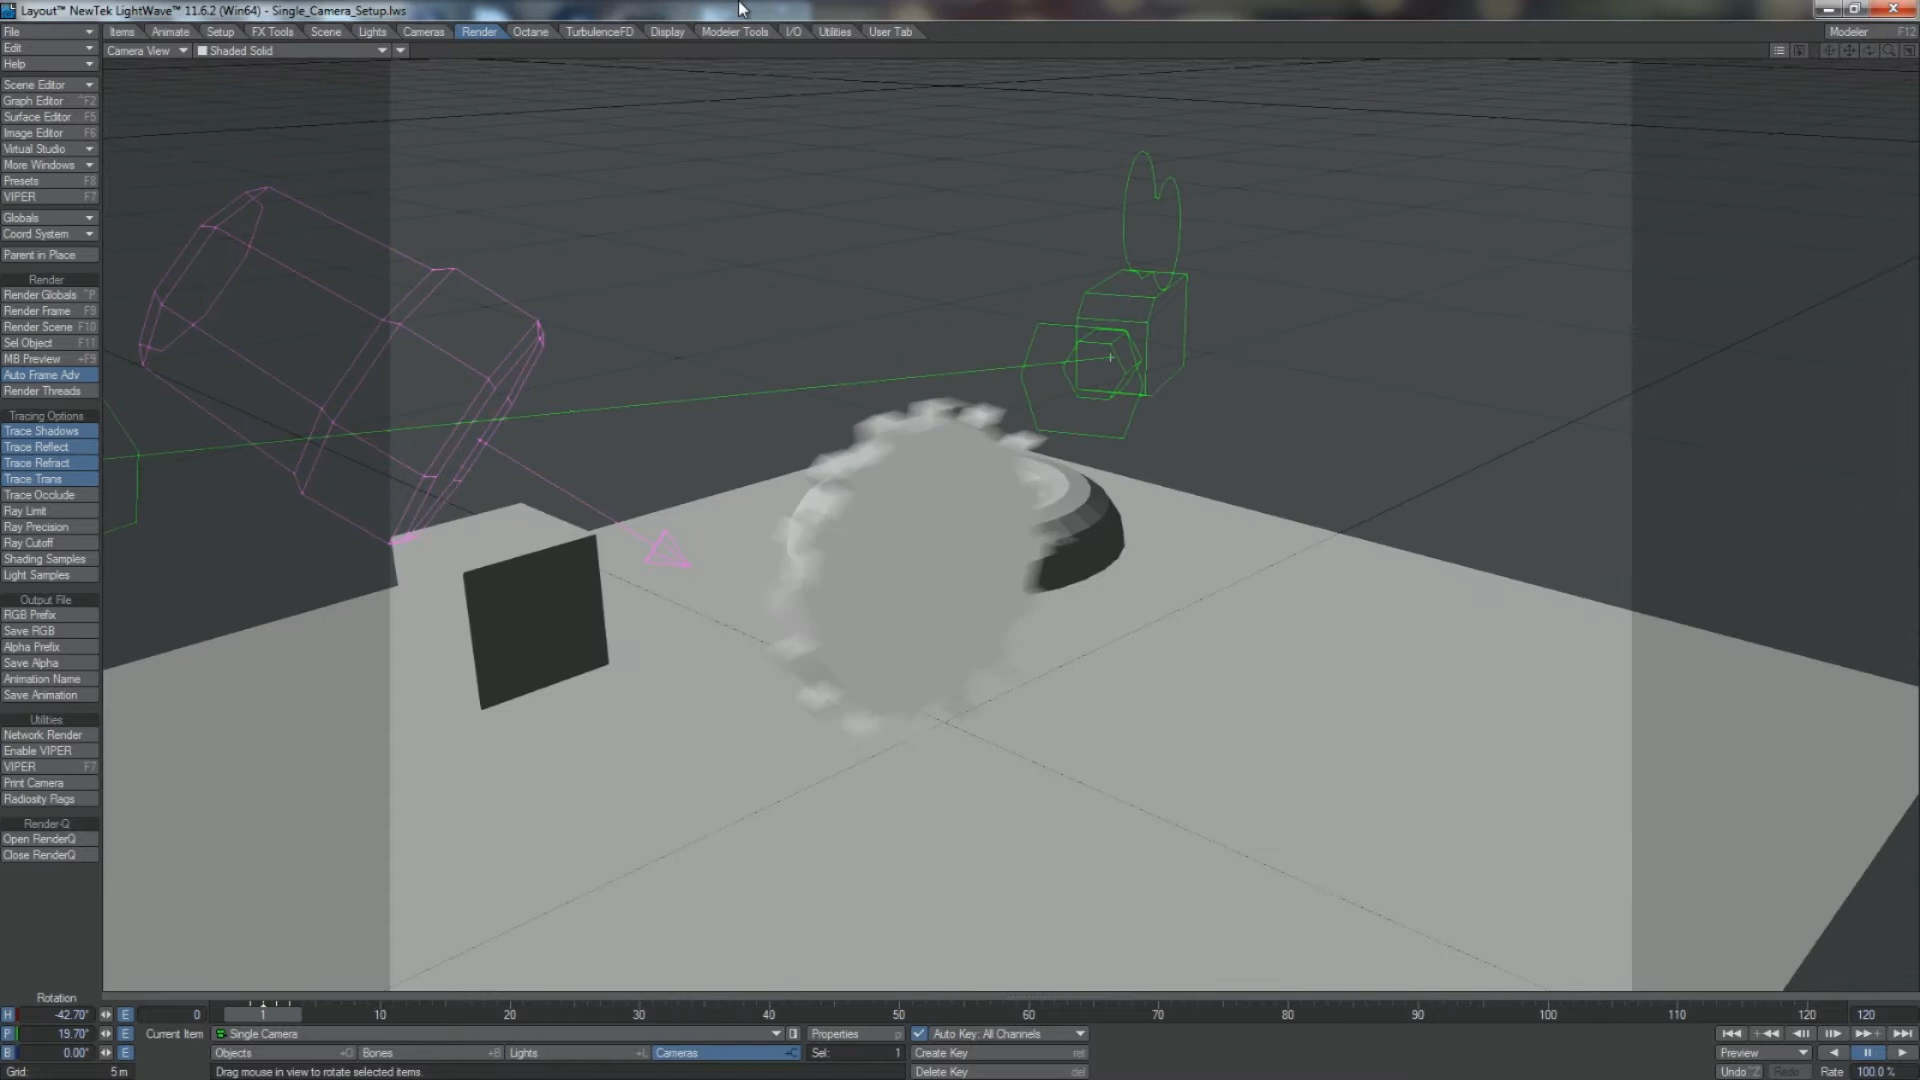 Layout™ NewTek LightWave™ 11.6.2 (Win64) - Single_Camera_Setup.lws
File Items Animate Setup FX Tools Scene Lights Cameras Render Octane TurbulenceFD Display Modeler Tools I/O Utilities User Tab Modeler F12
Edit Camera View Shaded Solid
Help
Scene Editor
Graph Editor ^F2
Surface Editor F5
Image Editor F6
Virtual Studio
More Windows
Presets F8
VIPER F7
Globals
Coord System
Parent in Place
Render
Render Globals ^P
Render Frame F9
Render Scene F10
Sel Object F11
MB Preview +F9
Auto Frame Adv
Render Threads
Tracing Options
Trace Shadows
Trace Reflect
Trace Refract
Trace Trans
Trace Occlude
Ray Limit
Ray Precision
Ray Cutoff
Shading Samples
Light Samples
Output File
RGB Prefix
Save RGB
Alpha Prefix
Save Alpha
Animation Name
Save Animation
Utilities
Network Render
Enable VIPER
VIPER F7
Print Camera
Radiosity Flags
Render-Q
Open RenderQ
Close RenderQ
Rotation
H -42.70° E 0 1 10 20 30 40 50 60 70 80 90 100 110 120 120
P 19.70° E Current Item Single Camera Properties p Auto Key: All Channels
B 0.00° E Objects +O Bones +B Lights +L Cameras +C Sel: 1 Create Key ret Preview
Grid: 5 m Drag mouse in view to rotate selected items. Delete Key del Undo ^Z Redo Rate 100.0 %